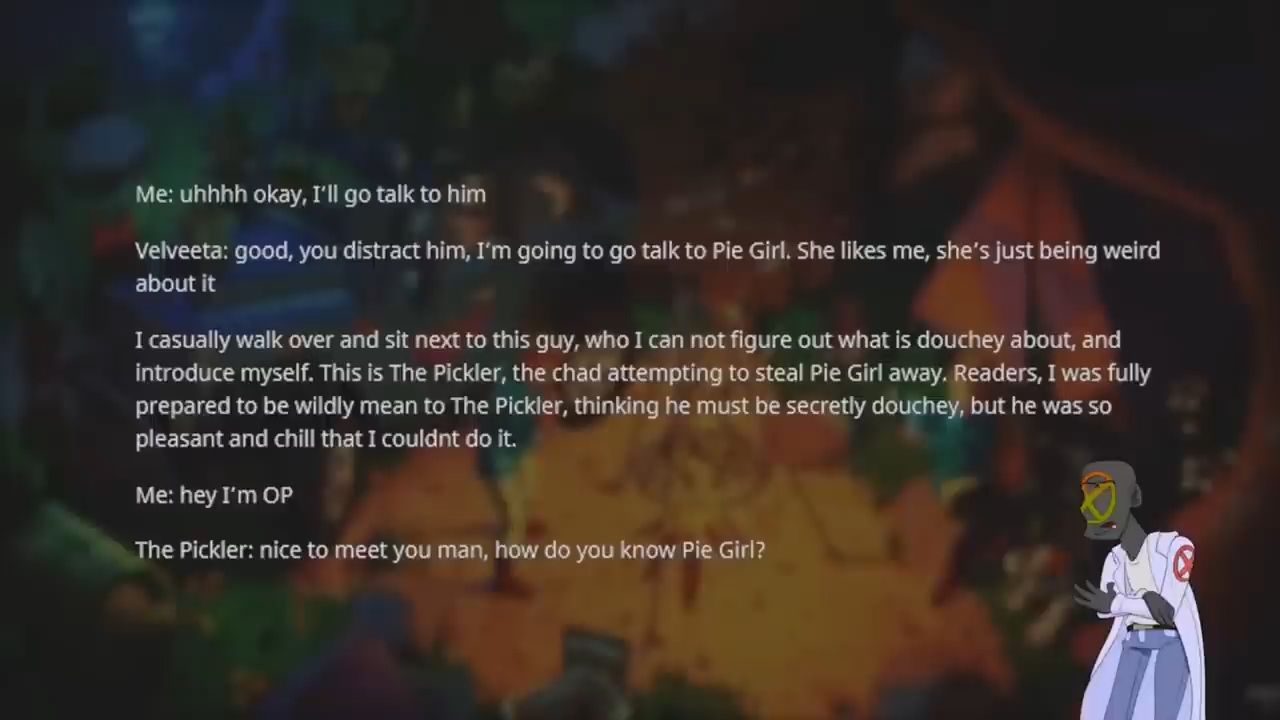 Me: uhhhh okay, I’ll go talk to him
Velveeta: good, you distract him, I’m going to go talk to Pie Girl. She likes me, she’s just being weird
about it
I casually walk over and sit next to this guy, who I can not figure out what is douchey about, and
introduce myself. This is The Pickler, the chad attempting to steal Pie Girl away. Readers, I was fully
prepared to be wildly mean to The Pickler, thinking he must be secretly douchey, but he was so
pleasant and chill that I couldnt do it.
Me: hey I’m OP
The Pickler: nice to meet you man, how do you know Pie Girl?